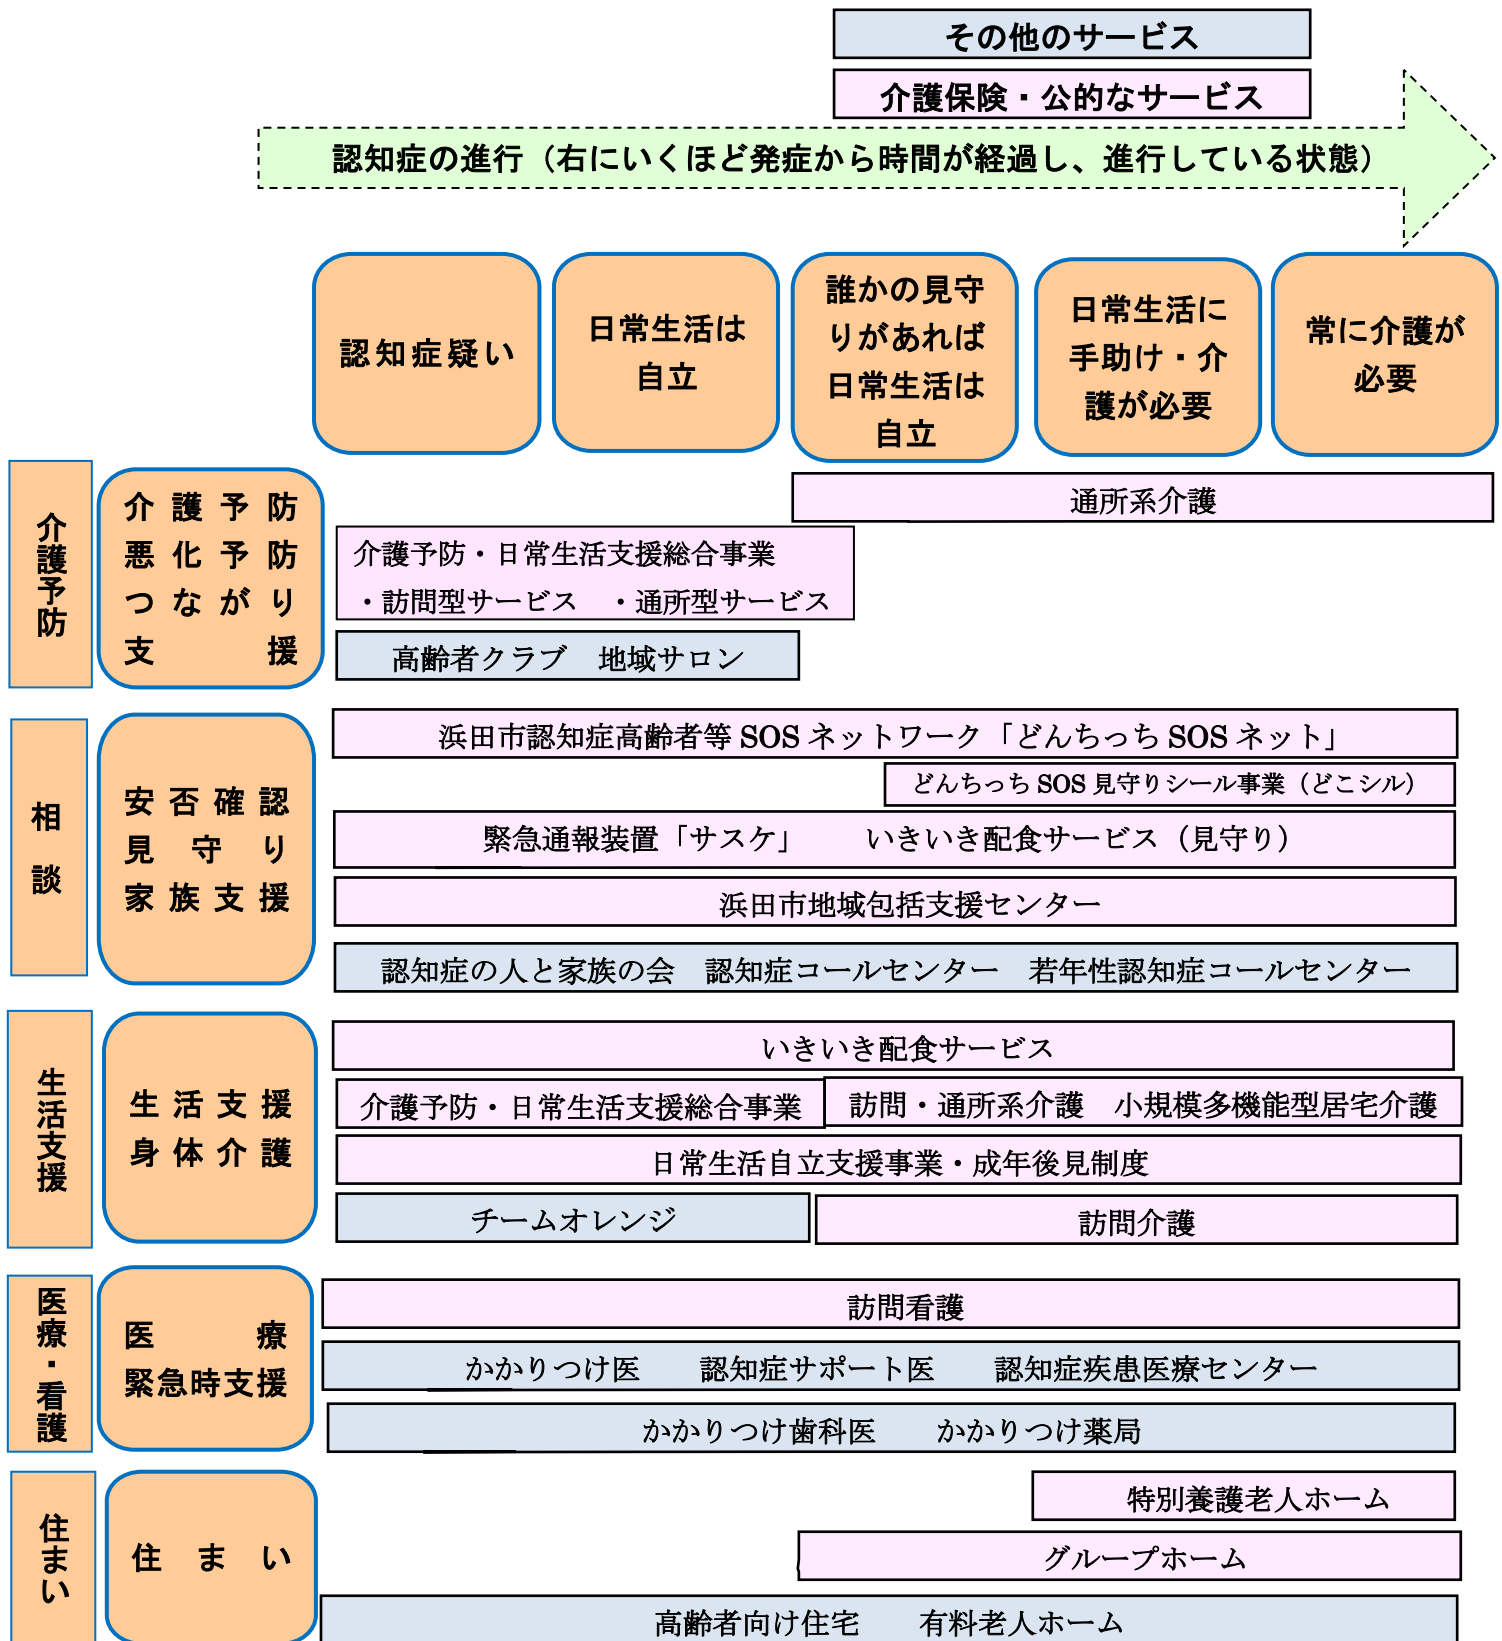 その他のサービス
介護保険・公的なサービス
認知症の進行（右にいくほど発症から時間が経過し、進行している状態）
認知症疑い
日常生活は
自立
誰かの見守
りがあれば
日常生活は
自立
日常生活に
手助け・介
護が必要
常に介護が
必要
介護予防
介護予防
悪化予防
つながり
支援
通所系介護
介護予防・日常生活支援総合事業
・訪問型サービス　・通所型サービス
高齢者クラブ　地域サロン
相談
安否確認
見守り
家族支援
浜田市認知症高齢者等 SOS ネットワーク「どんちっち SOS ネット」
どんちっち SOS 見守りシール事業（どこシル）
緊急通報装置「サスケ」　　いきいき配食サービス（見守り）
浜田市地域包括支援センター
認知症の人と家族の会　認知症コールセンター　若年性認知症コールセンター
生活支援
生活支援
身体介護
いきいき配食サービス
介護予防・日常生活支援総合事業
訪問・通所系介護　小規模多機能型居宅介護
日常生活自立支援事業・成年後見制度
チームオレンジ
訪問介護
医療・看護
医療
緊急時支援
訪問看護
かかりつけ医　　認知症サポート医　　認知症疾患医療センター
かかりつけ歯科医　　かかりつけ薬局
住まい
住まい
特別養護老人ホーム
グループホーム
高齢者向け住宅　　有料老人ホーム